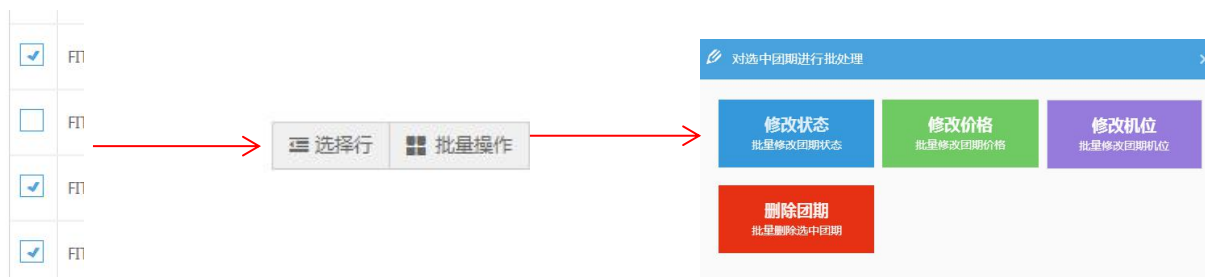 FIT
FIT
FIT
FIT
选择行 批量操作
对选中团期进行批处理
修改状态
批量修改团期状态
修改价格
批量修改团期价格
修改机位
批量修改团期机位
删除团期
批量删除选中团期